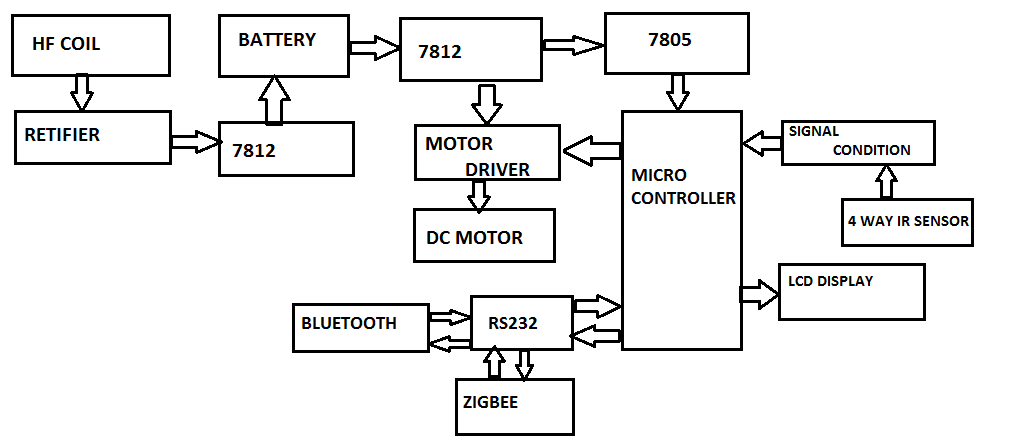 HF COIL
BATTERY
7812
7805
RETIFIER
7812
MOTOR
DRIVER
DC MOTOR
MICRO
CONTROLLER
SIGNAL
CONDITION
4 WAY IR SENSOR
LCD DISPLAY
BLUETOOTH
RS232
ZIGBEE